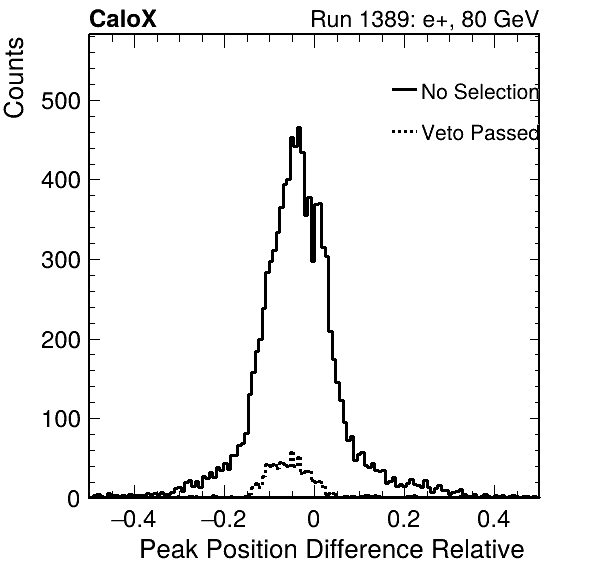 CaloX
Run 1389: e+, 80 GeV
Counts
No Selection
Veto Passed
500
400
300
200
100
0
−0.4
−0.2
0
0.2
0.4
Peak Position Difference Relative